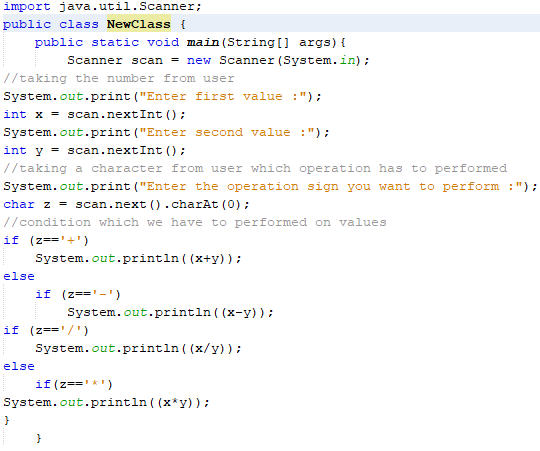 import java.util.Scanner;
public class NewClass {
    public static void main(String[] args){
        Scanner scan = new Scanner(System.in);
//taking the number from user
System.out.print("Enter first value :");
int x = scan.nextInt();
System.out.print("Enter second value :");
int y = scan.nextInt();
//taking a character from user which operation has to performed
System.out.print("Enter the operation sign you want to perform :");
char z = scan.next().charAt(0);
//condition which we have to performed on values
if (z=='+')
    System.out.println((x+y));
else
    if (z=='-')
        System.out.println((x-y));
if (z=='/')
    System.out.println((x/y));
else
    if(z=='*')
System.out.println((x*y));
}
    }